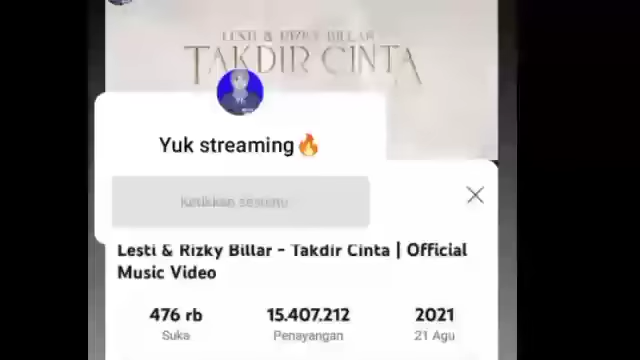 LESTI & RIZKY BILLAR
TAKDIR CINTA
Yuk streaming🔥
Ketikkan sesuatu...
Lesti & Rizky Billar - Takdir Cinta | Official
Music Video
476 rb 15.407.212 2021
Suka Penayangan 21 Agu